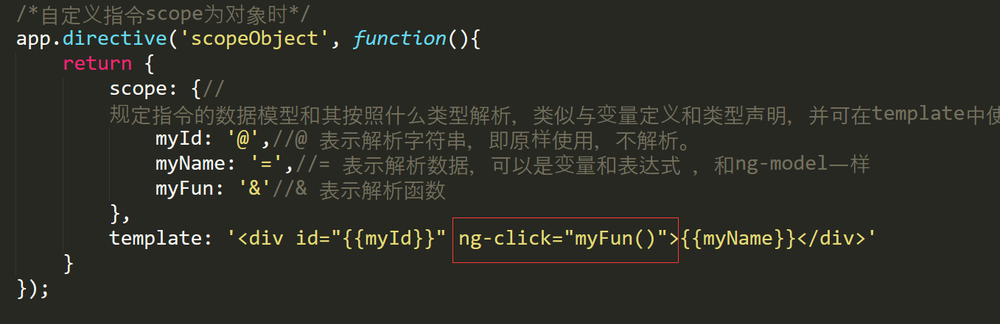 /*自定义指令scope为对象时*/
app.directive('scopeObject', function(){
return {
scope: {//
规定指令的数据模型和其按照什么类型解析，类似与变量定义和类型声明，并可在template中使
myId: '@',//@ 表示解析字符串，即原样使用，不解析。
myName: '=',//= 表示解析数据，可以是变量和表达式 ，和ng-model一样
myFun: '&'//& 表示解析函数
},
template: '<div id="{{myId}}" ng-click="myFun()">{{myName}}</div>'
}
});